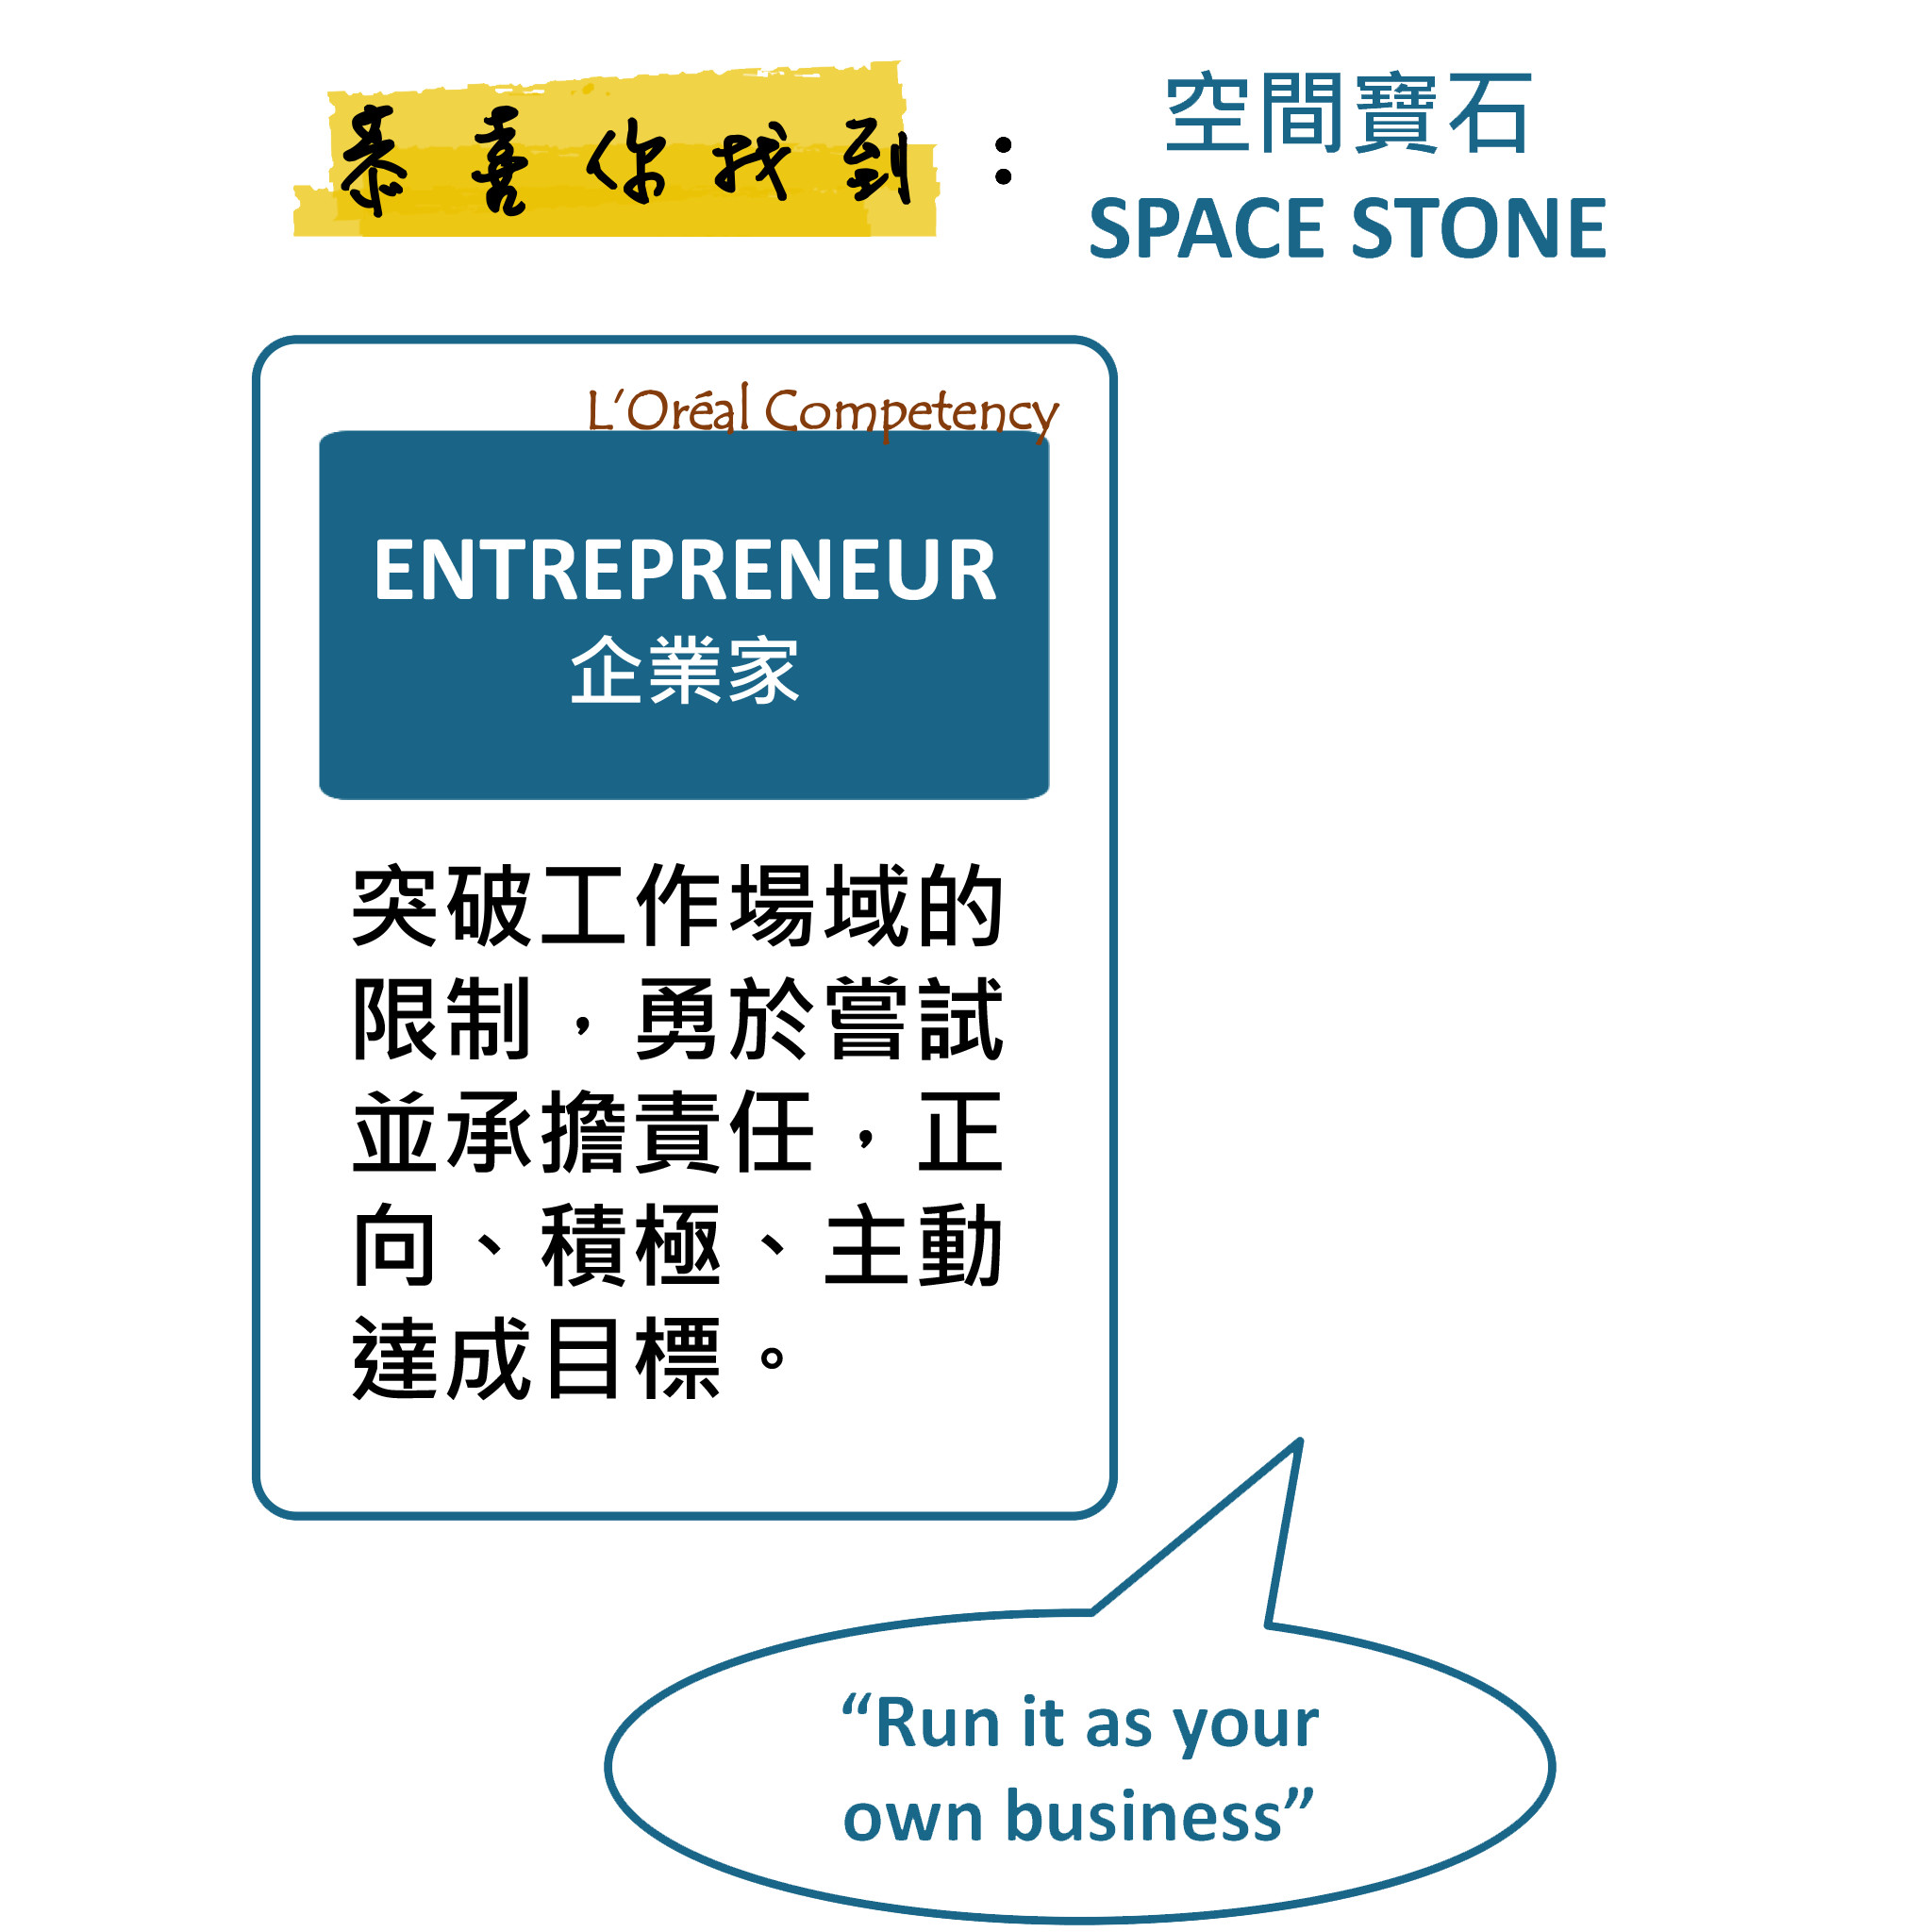 恭喜你找到：
空間寶石
SPACE STONE
L'Oréal Competency
ENTREPRENEUR
企業家
突破工作場域的
限制，勇於嘗試
並承擔責任，正
向、積極、主動
達成目標。
“Run it as your
own business”